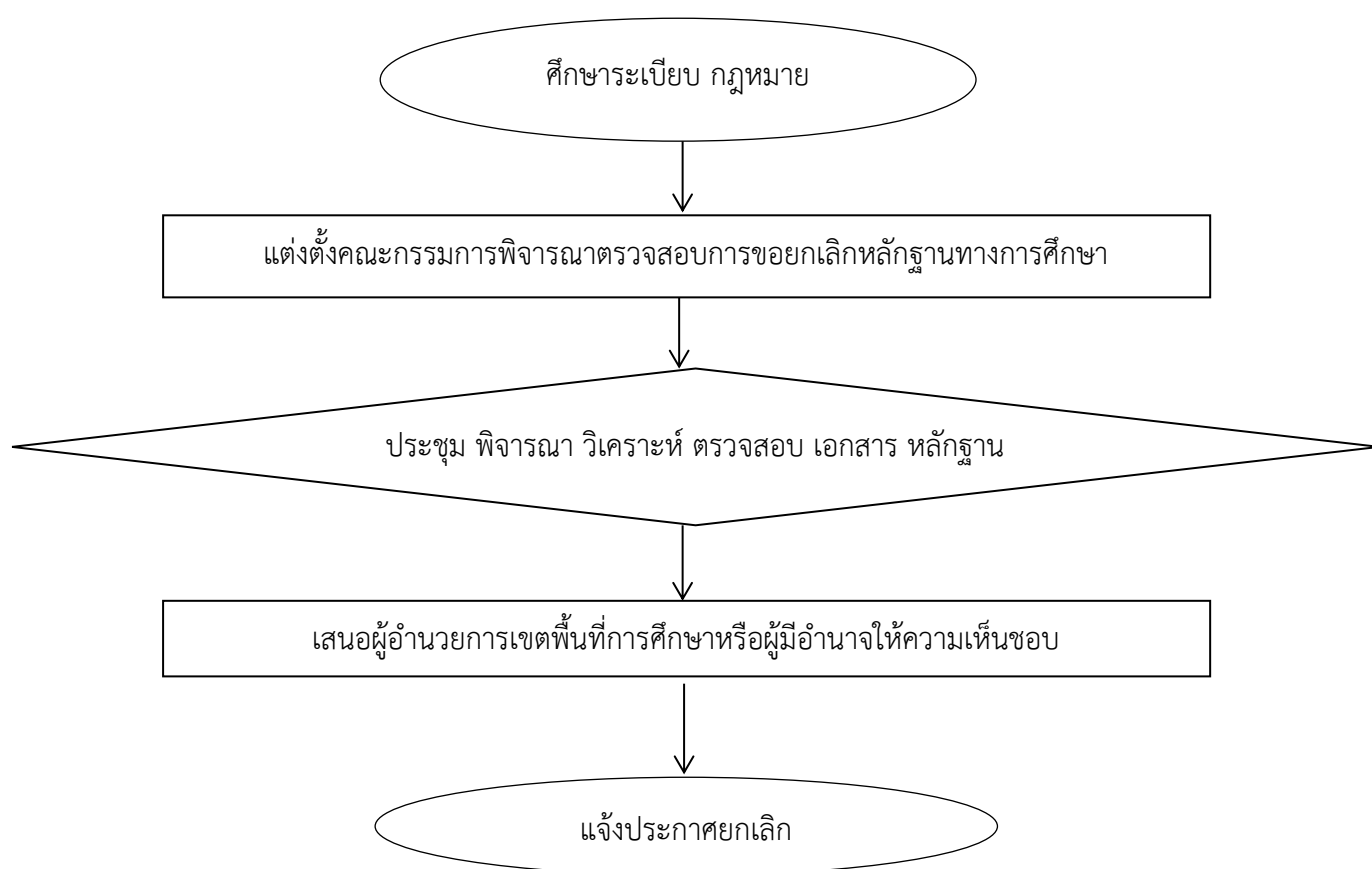 ศึกษาระเบียบ กฎหมาย
แต่งตั้งคณะกรรมการพิจารณาตรวจสอบการขอยกเลิกหลักฐานทางการศึกษา
ประชุม พิจารณา วิเคราะห์ ตรวจสอบ เอกสาร หลักฐาน
เสนอผู้อำนวยการเขตพื้นที่การศึกษาหรือผู้มีอำนาจให้ความเห็นชอบ
แจ้งประกาศยกเลิก